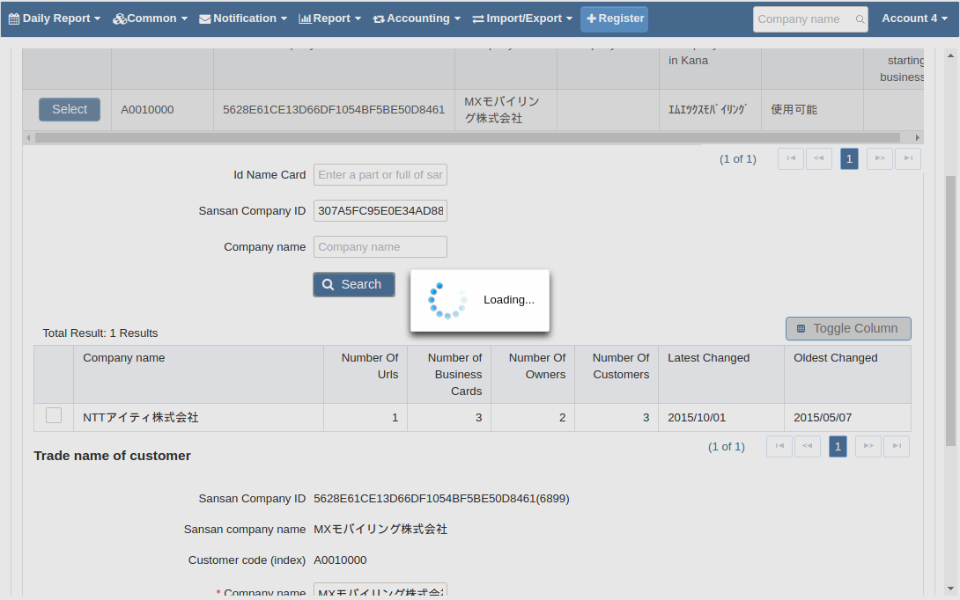 Daily Report Common Notification Report Accounting Import/Export Register Company name Account 4
in Kana
starting
business
Select A0010000 5628E61CE13D66DF1054BF5BE50D8461 MXモバイリン ｴﾑｴｯｸｽﾓﾊﾞｲﾘﾝｸﾞ 使用可能
グ株式会社
(1 of 1) 1
Id Name Card Enter a part or full of sar
Sansan Company ID 307A5FC95E0E34AD88
Company name Company name
Search
Loading...
Total Result: 1 Results
Toggle Column
Company name Number Of Number of Number Of Number Of Latest Changed Oldest Changed
Urls Business Owners Customers
Cards
NTTアイティ株式会社 1 3 2 3 2015/10/01 2015/05/07
(1 of 1) 1
Trade name of customer
Sansan Company ID 5628E61CE13D66DF1054BF5BE50D8461(6899)
Sansan company name MXモバイリング株式会社
Customer code (index) A0010000
* Company name MXモバイリング株式会